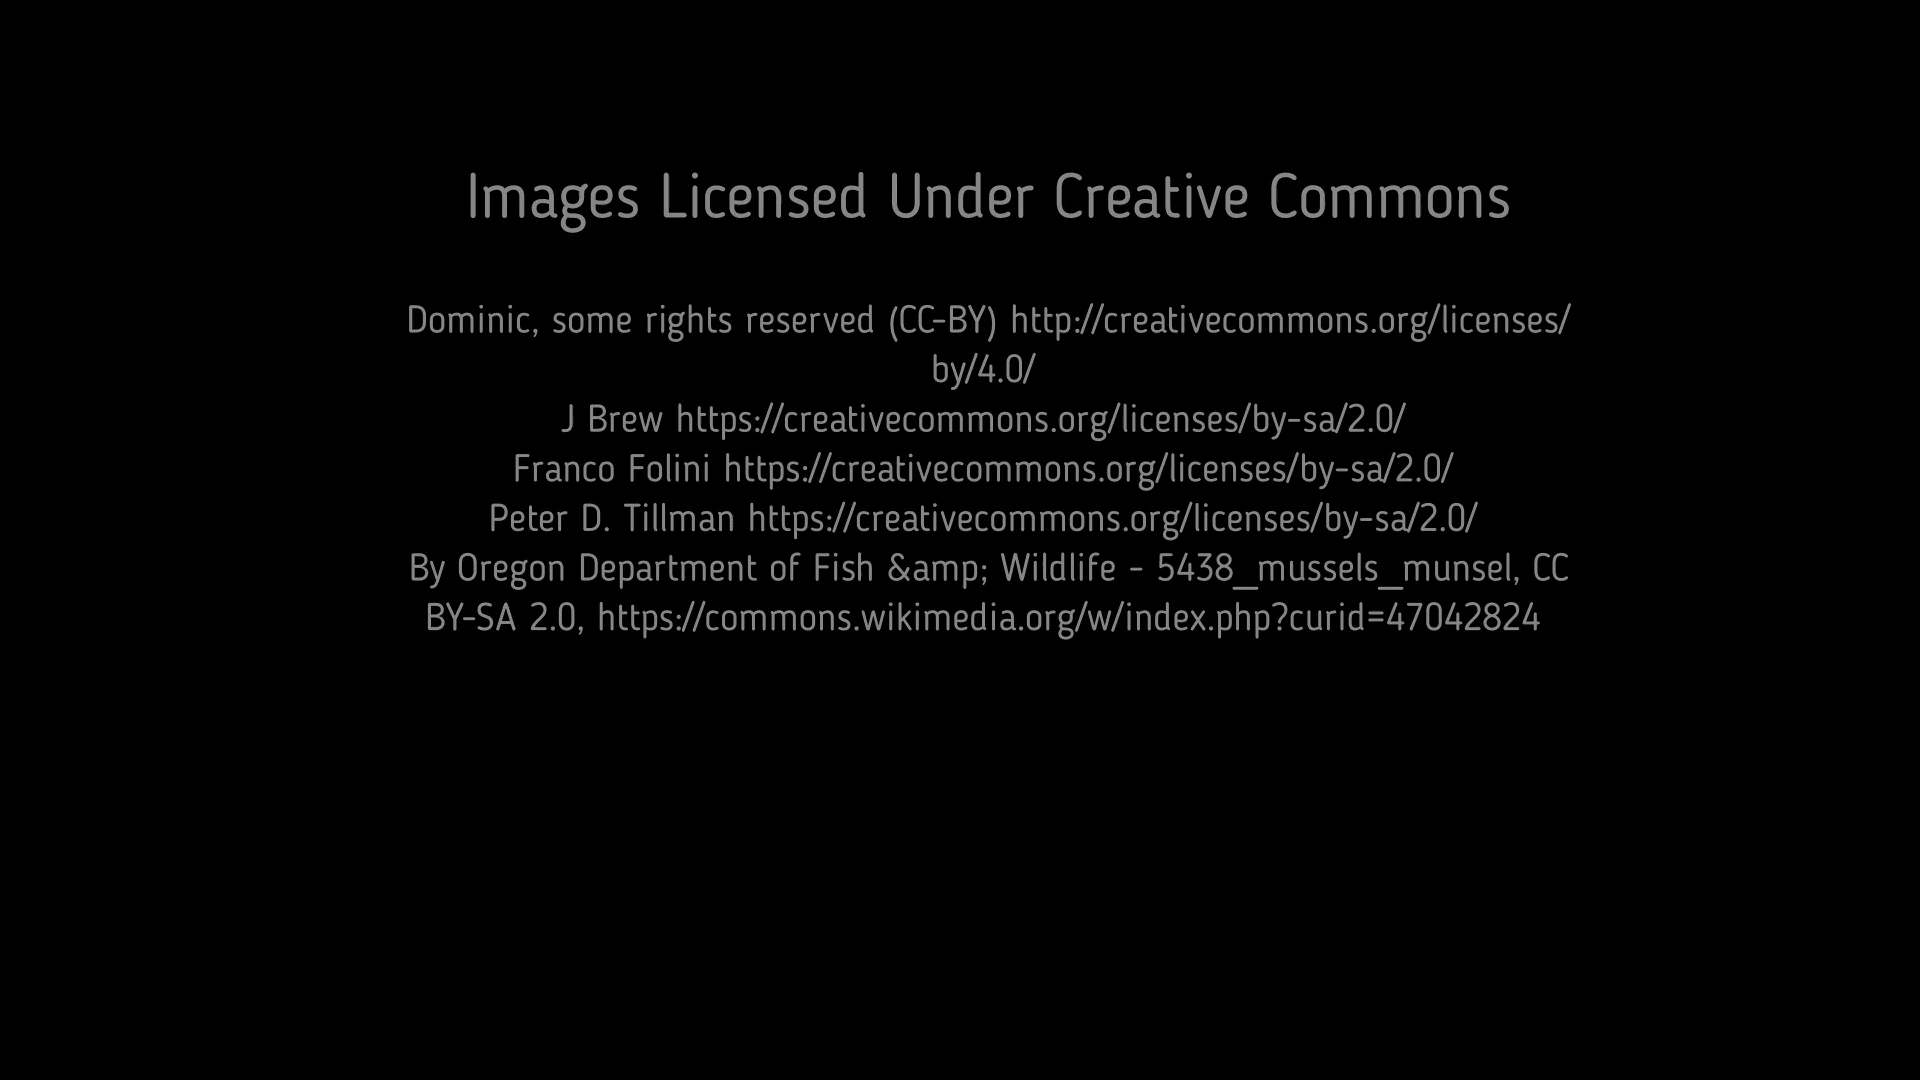 Images Licensed Under Creative Commons
Dominic, some rights reserved (CC-BY) http://creativecommons.org/licenses/
by/4.0/
J Brew https://creativecommons.org/licenses/by-sa/2.0/
Franco Folini https://creativecommons.org/licenses/by-sa/2.0/
Peter D. Tillman https://creativecommons.org/licenses/by-sa/2.0/
By Oregon Department of Fish &amp; Wildlife - 5438_mussels_munsel, CC
BY-SA 2.0, https://commons.wikimedia.org/w/index.php?curid=47042824